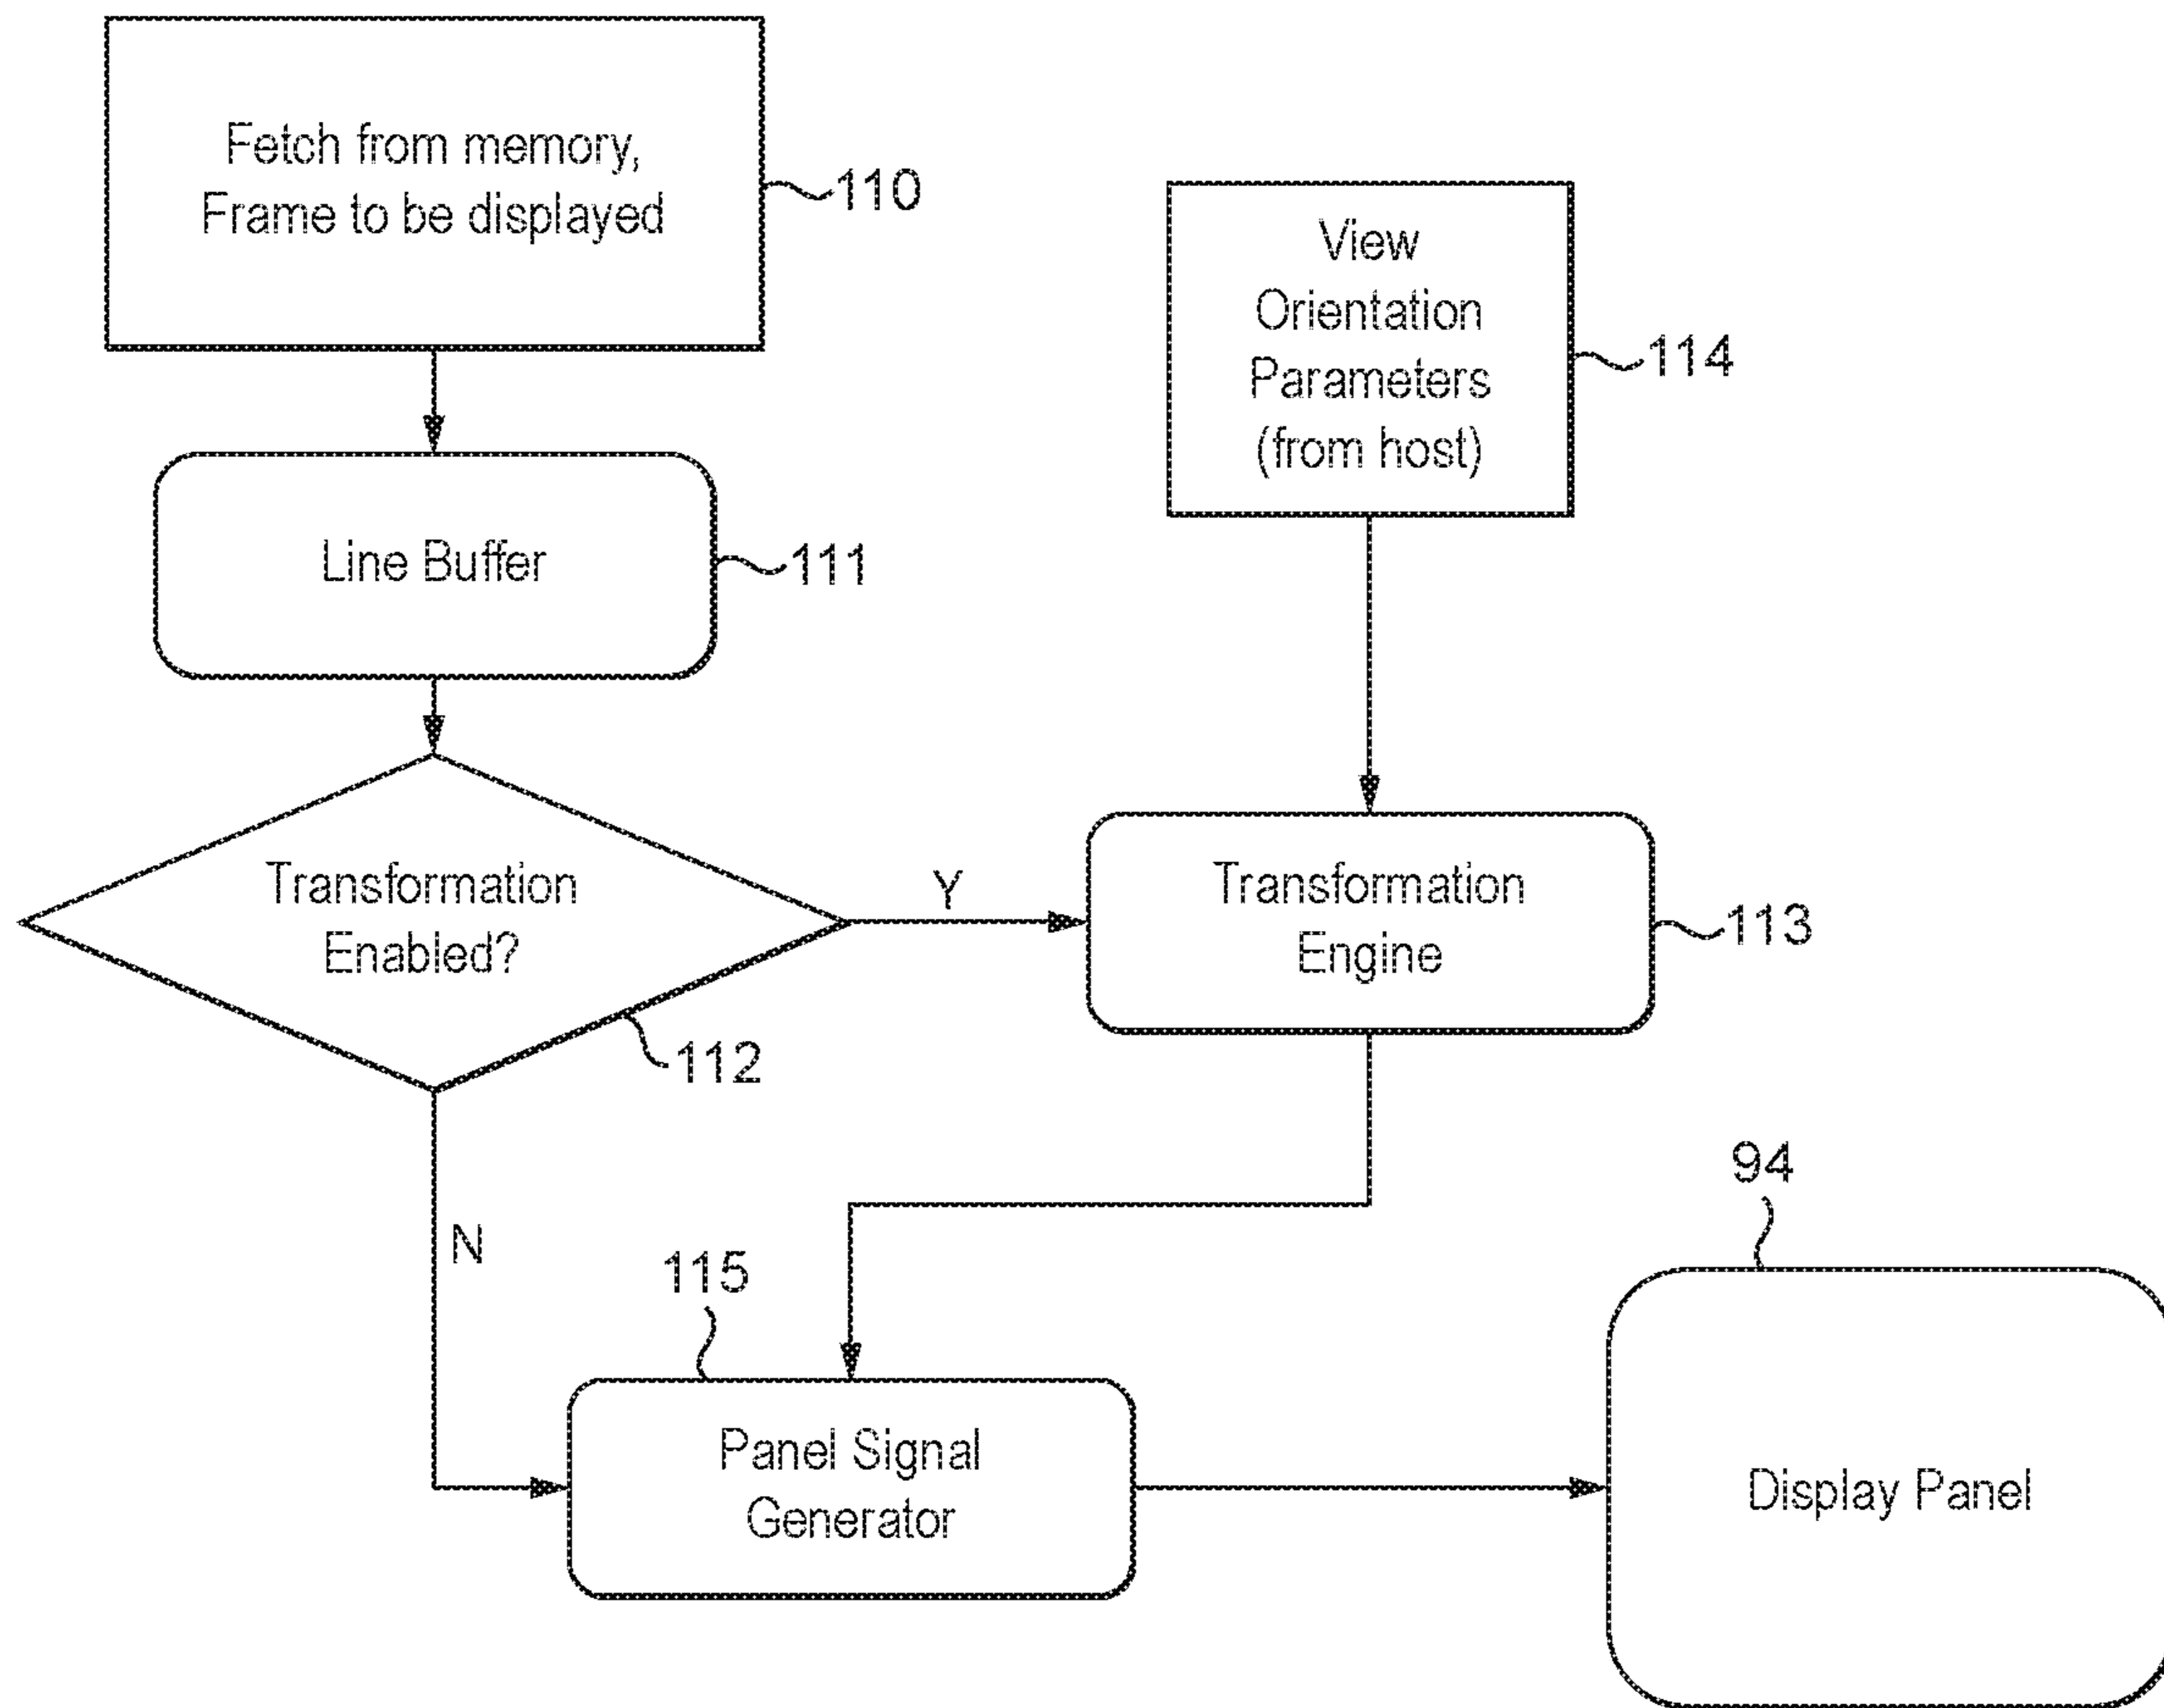 Fetch from memory,
Frame to be displayed
110
View
Orientation
Parameters
(from host)
114
Line Buffer
111
Transformation
Enabled?
112
Y
Transformation
Engine
113
N
115
Panel Signal
Generator
94
Display Panel